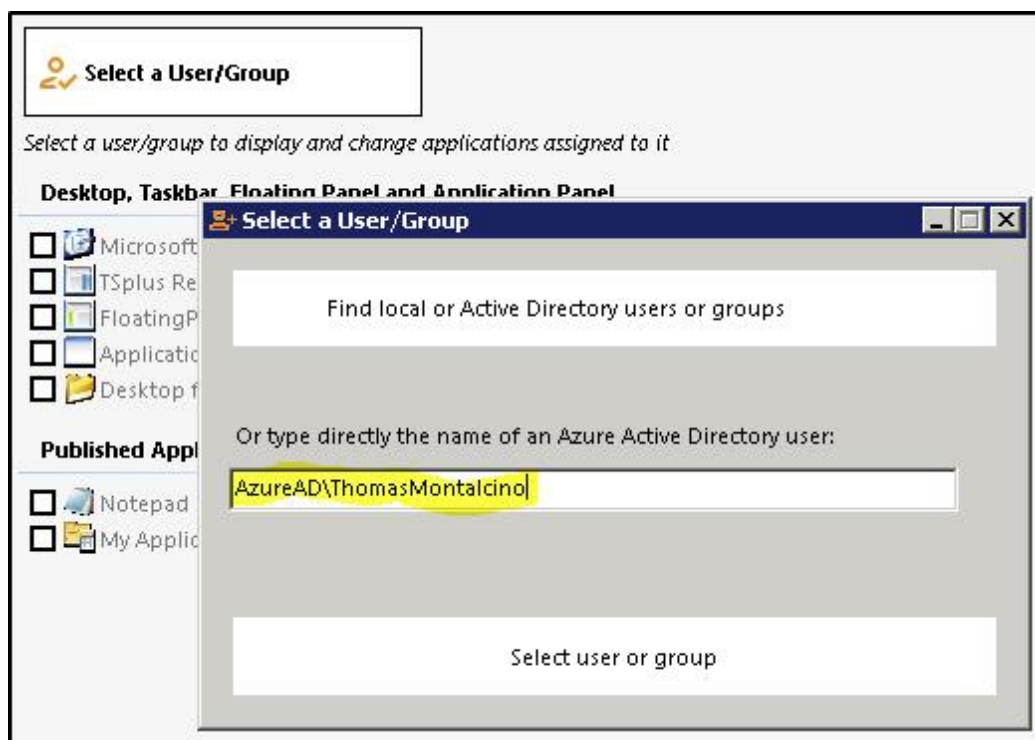 Select a User/Group
Select a user/group to display and change applications assigned to it
Desktop, Taskbar, Floating Panel and Application Panel
Select a User/Group
Microsoft
TSplus Re
FloatingP
Applicatio
Desktop f
Find local or Active Directory users or groups
Or type directly the name of an Azure Active Directory user:
Published Appl
AzureAD\ThomasMontalcino
Notepad
My Applic
Select user or group